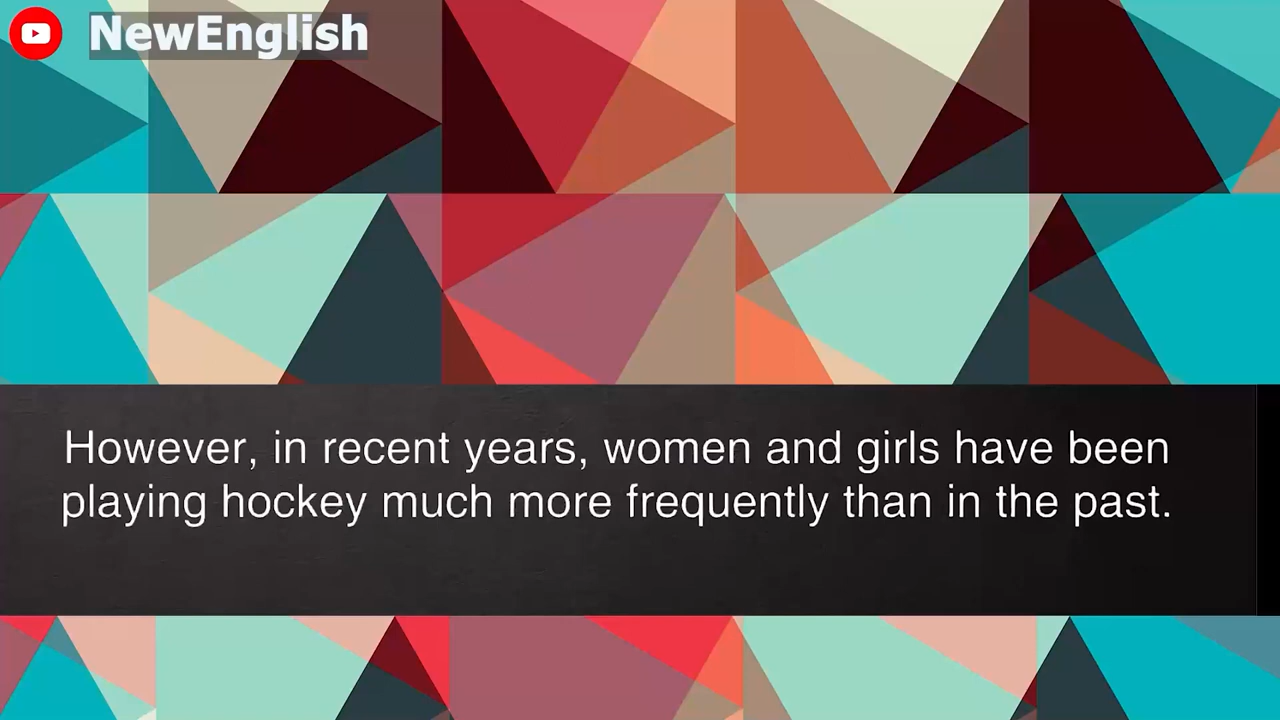 NewEnglish
However, in recent years, women and girls have been
playing hockey much more frequently than in the past.